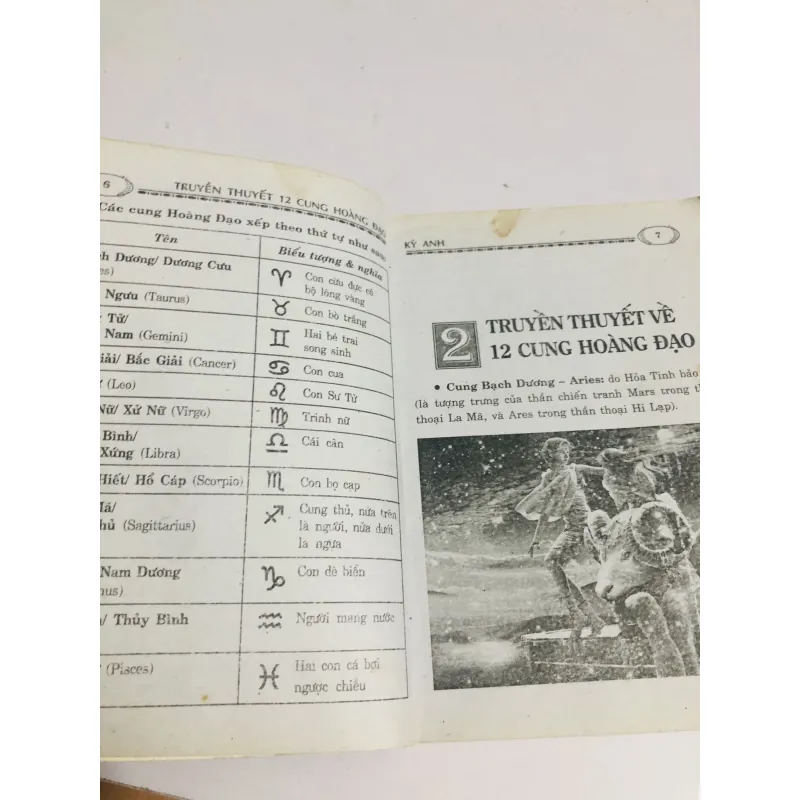 6
TRUYỀN THUYẾT 12 CUNG HOÀNG ĐẠO
Các cung Hoàng Đạo xếp theo thứ tự như sau:
Tên
Biểu tượng & nghĩa
Dương/ Dương Cưu
Con cừu đực có
bộ lông vàng
Ngưu (Taurus)
Con bò trắng
Tử/
Nam (Gemini)
Hai bé trai
song sinh
Giải/ Bắc Giải (Cancer)
Con cua
(Leo)
Con Sư Tử
Nữ/ Xử Nữ (Virgo)
Trinh nữ
Bình/
Xứng (Libra)
Cái cân
Hiết/ Hổ Cáp (Scorpio)
Con bọ cạp
(Sagittarius)
Cung thủ, nửa trên
là người, nửa dưới
là ngựa
Nam Dương
Con dê biển
Thủy Bình
Người mang nước
(Pisces)
Hai con cá bơi
ngược chiều
KỲ ANH
7
2
TRUYỀN THUYẾT VỀ
12 CUNG HOÀNG ĐẠO
• Cung Bạch Dương – Aries: do Hỏa Tinh bảo
(là tượng trưng của thần chiến tranh Mars trong
thoại La Mã, và Ares trong thần thoại Hi Lạp).